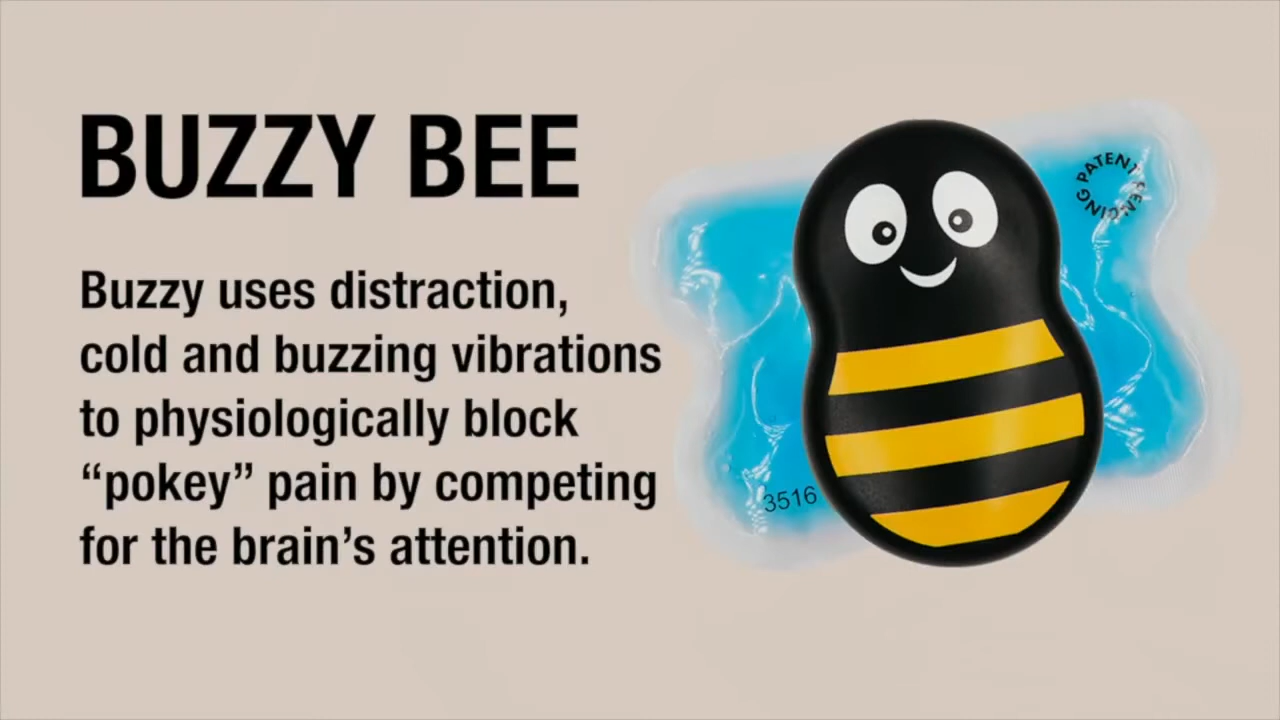 BUZZY BEE
Buzzy uses distraction,
cold and buzzing vibrations
to physiologically block
“pokey” pain by competing
for the brain’s attention.
PATENT PENDING
3516